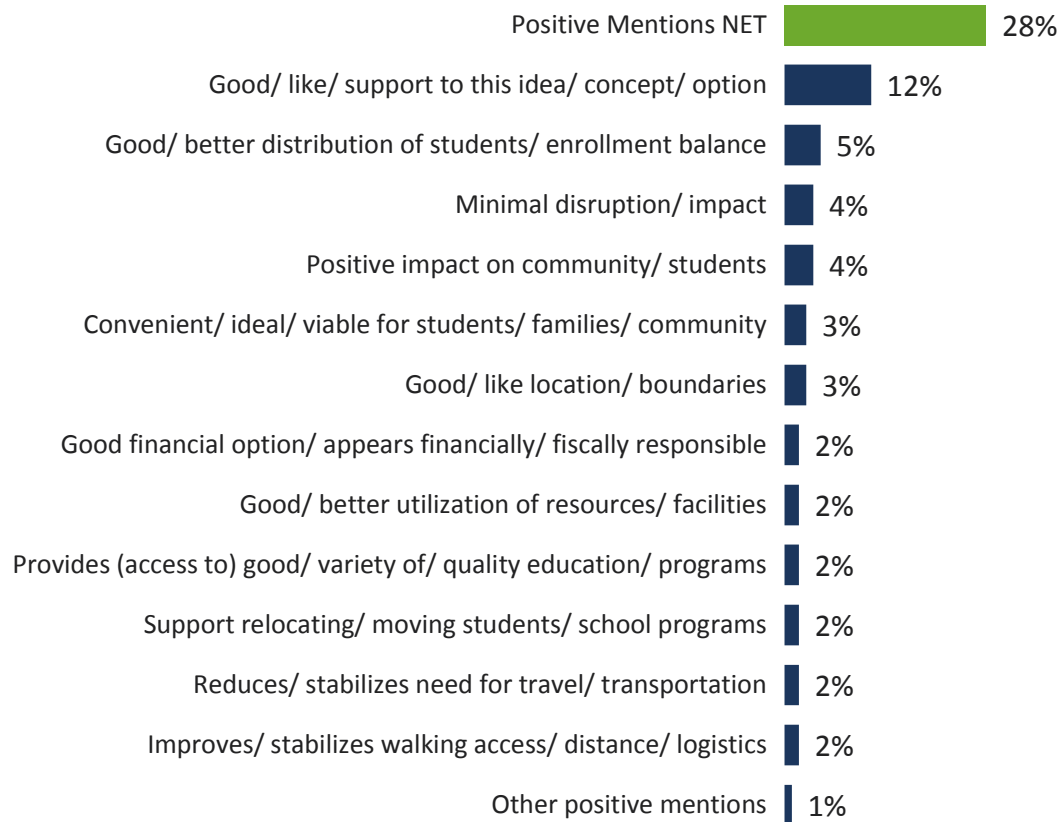 Positive Mentions NET 28%
Good/ like/ support to this idea/ concept/ option 12%
Good/ better distribution of students/ enrollment balance 5%
Minimal disruption/ impact 4%
Positive impact on community/ students 4%
Convenient/ ideal/ viable for students/ families/ community 3%
Good/ like location/ boundaries 3%
Good financial option/ appears financially/ fiscally responsible 2%
Good/ better utilization of resources/ facilities 2%
Provides (access to) good/ variety of/ quality education/ programs 2%
Support relocating/ moving students/ school programs 2%
Reduces/ stabilizes need for travel/ transportation 2%
Improves/ stabilizes walking access/ distance/ logistics 2%
Other positive mentions 1%